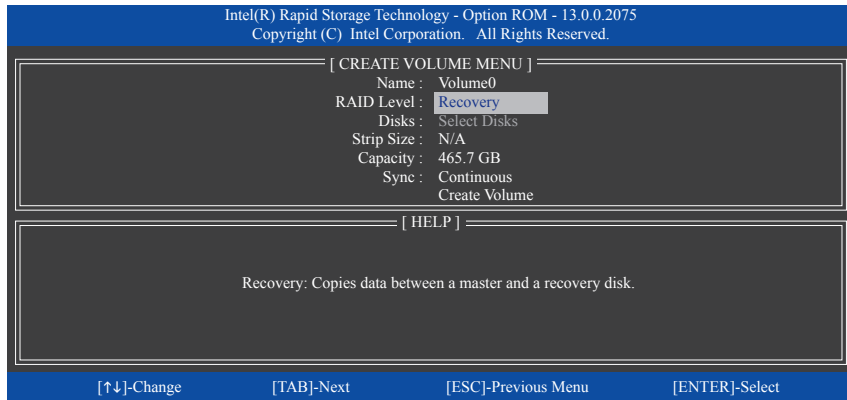 Intel(R) Rapid Storage Technology - Option ROM - 13.0.0.2075
Copyright (C) Intel Corporation. All Rights Reserved.
[ CREATE VOLUME MENU ]
Name : Volume0
RAID Level : Recovery
Disks : Select Disks
Strip Size : N/A
Capacity : 465.7 GB
Sync : Continuous
Create Volume
[ HELP ]
Recovery: Copies data between a master and a recovery disk.
[↑↓]-Change [TAB]-Next [ESC]-Previous Menu [ENTER]-Select